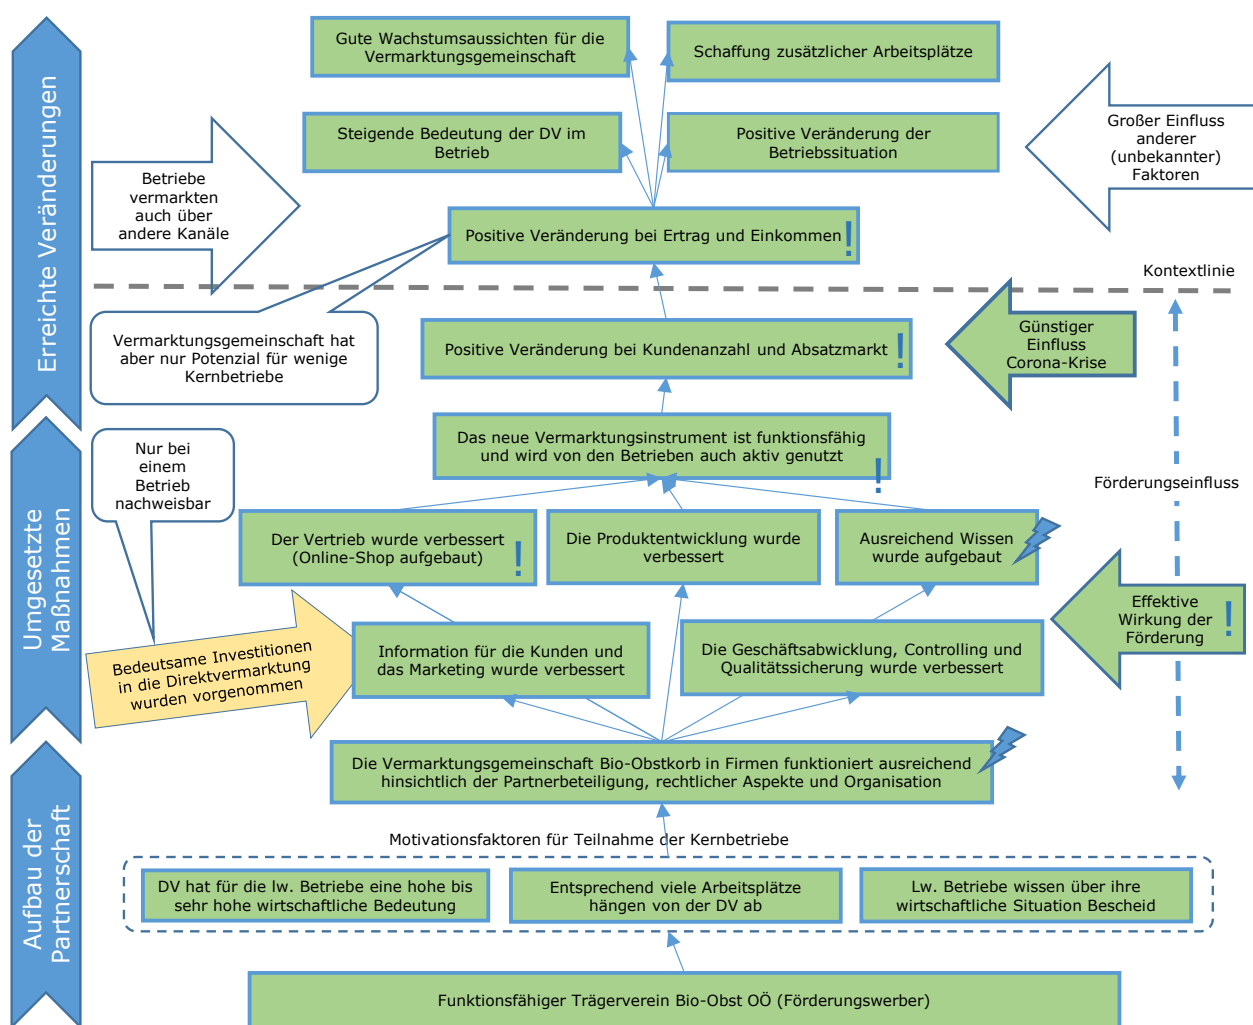 Erreichte Veränderungen
Gute Wachstumsaussichten für die
Vermarktungsgemeinschaft
Schaffung zusätzlicher Arbeitsplätze
Steigende Bedeutung der DV im
Betrieb
Positive Veränderung der
Betriebssituation
Großer Einfluss
anderer
(unbekannter)
Faktoren
Betriebe
vermarkten
auch über
andere Kanäle
Positive Veränderung bei Ertrag und Einkommen
!
Kontextlinie
Vermarktungsgemeinschaft hat
aber nur Potenzial für wenige
Kernbetriebe
Positive Veränderung bei Kundenanzahl und Absatzmarkt
!
Günstiger
Einfluss
Corona-Krise
Umgesetzte
Maßnahmen
Nur bei
einem
Betrieb
nachweisbar
Das neue Vermarktungsinstrument ist funktionsfähig
und wird von den Betrieben auch aktiv genutzt
!
Förderungseinfluss
Der Vertrieb wurde verbessert
(Online-Shop aufgebaut)
!
Die Produktentwicklung wurde
verbessert
Ausreichend Wissen
wurde aufgebaut
Effektive
Wirkung der
Förderung
!
Bedeutsame Investitionen
in die Direktvermarktung
wurden vorgenommen
Information für die Kunden und
das Marketing wurde verbessert
Die Geschäftsabwicklung, Controlling und
Qualitätssicherung wurde verbessert
Aufbau der
Partnerschaft
Die Vermarktungsgemeinschaft Bio-Obstkorb in Firmen funktioniert ausreichend
hinsichtlich der Partnerbeteiligung, rechtlicher Aspekte und Organisation
Motivationsfaktoren für Teilnahme der Kernbetriebe
DV hat für die lw. Betriebe eine hohe bis
sehr hohe wirtschaftliche Bedeutung
Entsprechend viele Arbeitsplätze
hängen von der DV ab
Lw. Betriebe wissen über ihre
wirtschaftliche Situation Bescheid
Funktionsfähiger Trägerverein Bio-Obst OÖ (Förderungswerber)